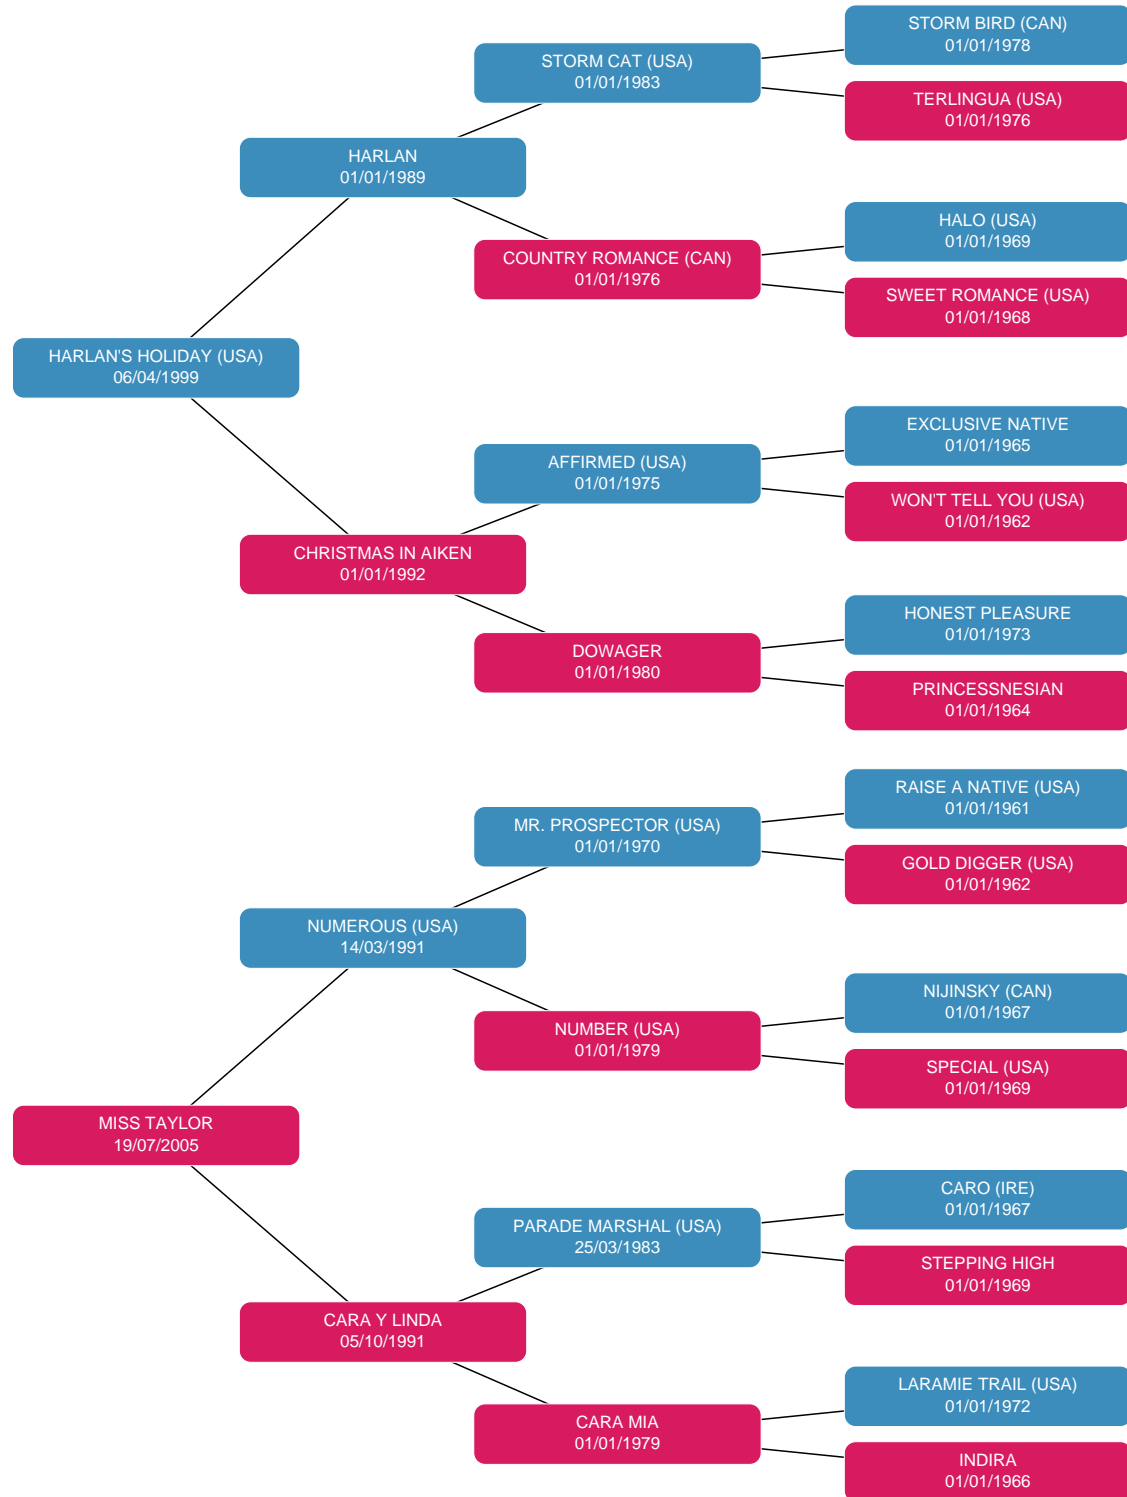 STORM BIRD (CAN)
01/01/1978
STORM CAT (USA)
01/01/1983
TERLINGUA (USA)
01/01/1976
HARLAN
01/01/1989
HALO (USA)
01/01/1969
COUNTRY ROMANCE (CAN)
01/01/1976
SWEET ROMANCE (USA)
01/01/1968
HARLAN'S HOLIDAY (USA)
06/04/1999
EXCLUSIVE NATIVE
01/01/1965
AFFIRMED (USA)
01/01/1975
WON'T TELL YOU (USA)
01/01/1962
CHRISTMAS IN AIKEN
01/01/1992
HONEST PLEASURE
01/01/1973
DOWAGER
01/01/1980
PRINCESSNESIAN
01/01/1964
RAISE A NATIVE (USA)
01/01/1961
MR. PROSPECTOR (USA)
01/01/1970
GOLD DIGGER (USA)
01/01/1962
NUMEROUS (USA)
14/03/1991
NIJINSKY (CAN)
01/01/1967
NUMBER (USA)
01/01/1979
SPECIAL (USA)
01/01/1969
MISS TAYLOR
19/07/2005
CARO (IRE)
01/01/1967
PARADE MARSHAL (USA)
25/03/1983
STEPPING HIGH
01/01/1969
CARA Y LINDA
05/10/1991
LARAMIE TRAIL (USA)
01/01/1972
CARA MIA
01/01/1979
INDIRA
01/01/1966